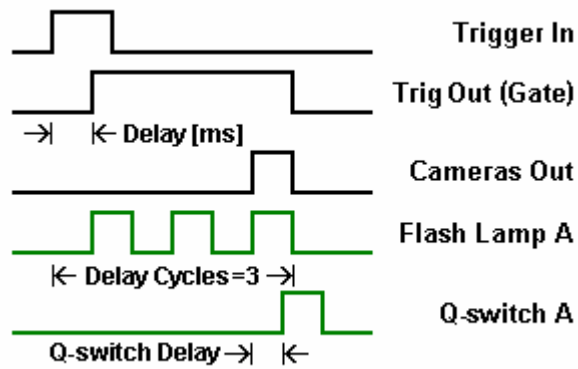 Trigger In
Trig Out (Gate)
Delay [ms]
Cameras Out
Flash Lamp A
Delay Cycles=3
Q-switch A
Q-switch Delay